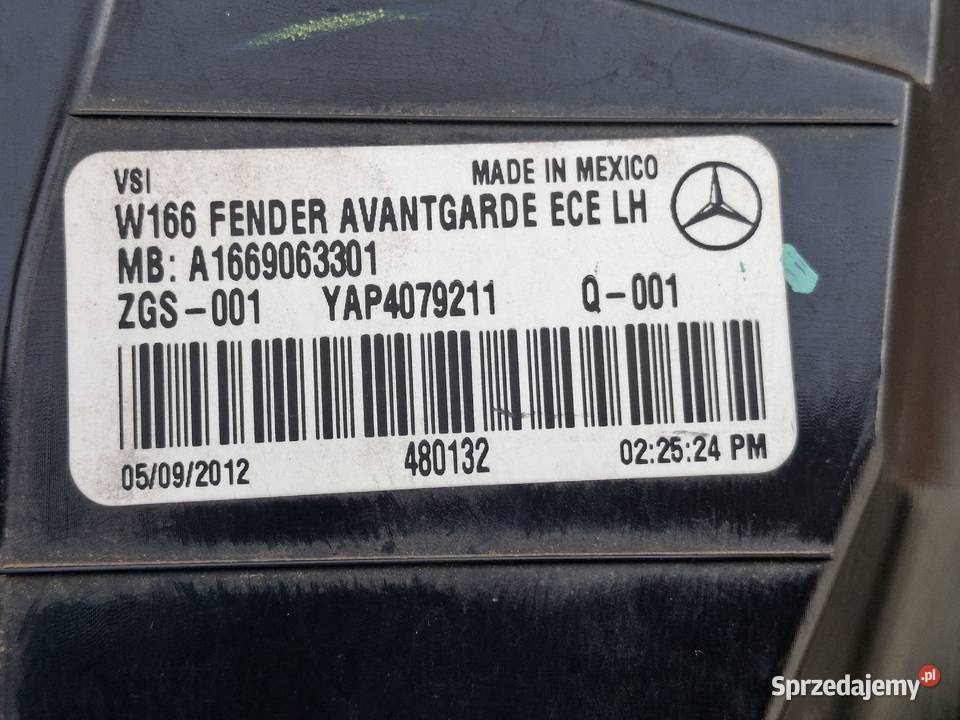 VSI MADE IN MEXICO
W166 FENDER AVANTGARDE ECE LH
MB: A1669063301
ZGS-001 YAP4079211 Q-001
05/09/2012 480132 02:25:24 PM
Sprzedajemy.pl